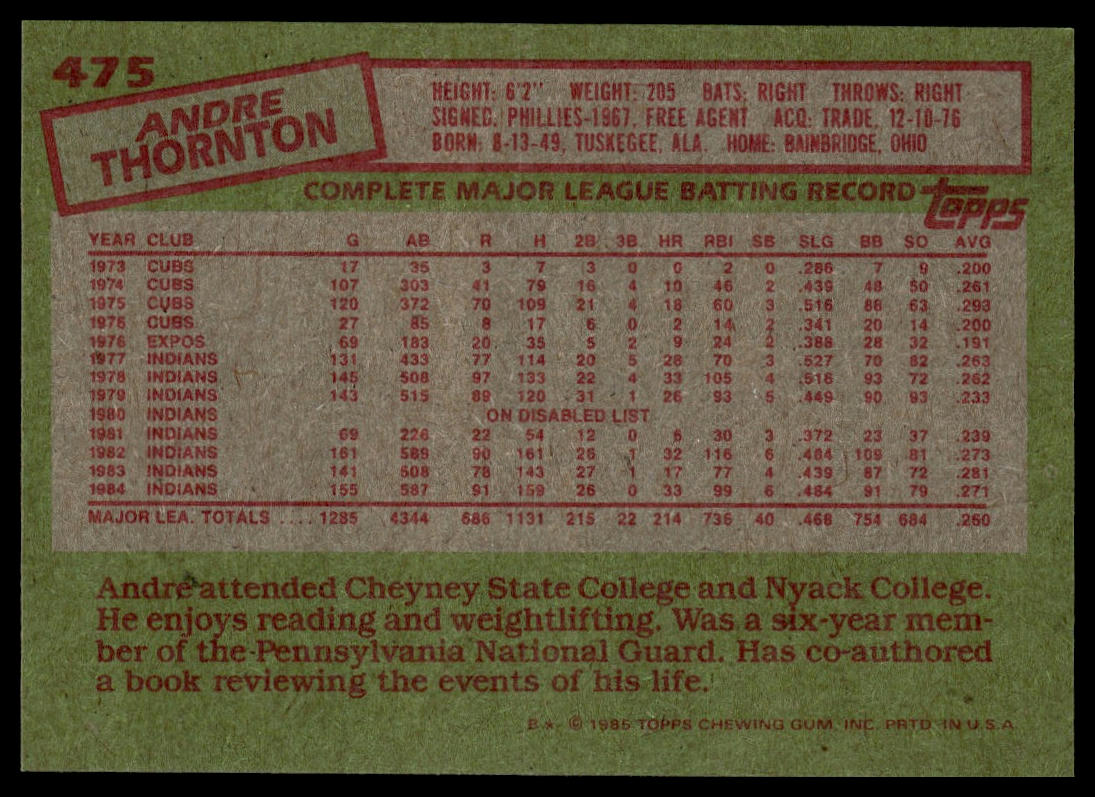 475
ANDRE
THORNTON
HEIGHT: 6'2" WEIGHT: 205 BATS: RIGHT THROWS: RIGHT
SIGNED: PHILLIES-1967, FREE AGENT ACQ: TRADE, 12-10-76
BORN: 8-13-49, TUSKEGEE, ALA. HOME: BAINBRIDGE, OHIO
COMPLETE MAJOR LEAGUE BATTING RECORD
topps
YEAR CLUB G AB R H 2B 3B HR RBI SB SLG BB SO AVG
1973 CUBS 17 35 3 7 3 0 0 2 0 .286 7 9 .200
1974 CUBS 107 303 41 79 16 4 10 46 2 .439 48 50 .261
1975 CUBS 120 372 70 109 21 4 18 60 3 .516 88 63 .293
1976 CUBS 27 85 8 17 6 0 2 14 2 .341 20 14 .200
1976 EXPOS 69 183 20 35 5 2 9 24 2 .388 28 32 .191
1977 INDIANS 131 433 77 114 20 5 28 70 3 .527 70 82 .263
1978 INDIANS 145 508 97 133 22 4 33 105 4 .516 93 72 .262
1979 INDIANS 143 515 89 120 31 1 26 93 5 .449 90 93 .233
1980 INDIANS ON DISABLED LIST
1981 INDIANS 69 226 22 54 12 0 6 30 3 .372 23 37 .239
1982 INDIANS 161 589 90 161 26 1 32 116 6 .484 109 81 .273
1983 INDIANS 141 508 78 143 27 1 17 77 4 .439 87 72 .281
1984 INDIANS 155 587 91 159 26 0 33 99 6 .484 91 79 .271
MAJOR LEA. TOTALS .... 1285 4344 686 1131 215 22 214 736 40 .468 754 684 .260
Andre attended Cheyney State College and Nyack College.
He enjoys reading and weightlifting. Was a six-year mem-
ber of the Pennsylvania National Guard. Has co-authored
a book reviewing the events of his life.
B * © 1985 TOPPS CHEWING GUM, INC. PRTD. IN U.S.A.